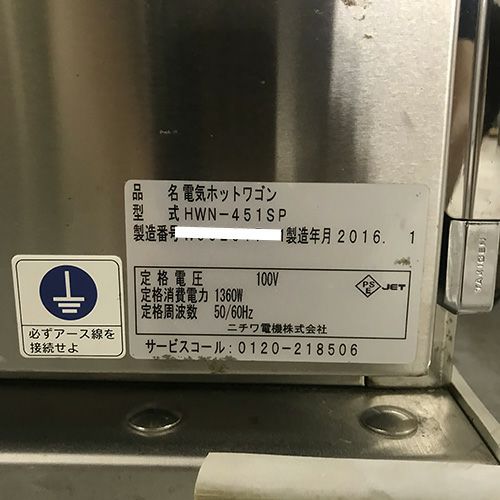 品 名 電気ホットワゴン
型 式 HWN-451SP
製造番号 1 製造年月 2016. 1
定格電圧 100V
定格消費電力 1360W
定格周波数 50/60Hz
PS E JET
ニチワ電機株式会社
サービスコール:0120-218506
必ずアース線を
接続せよ
TAKIGEN